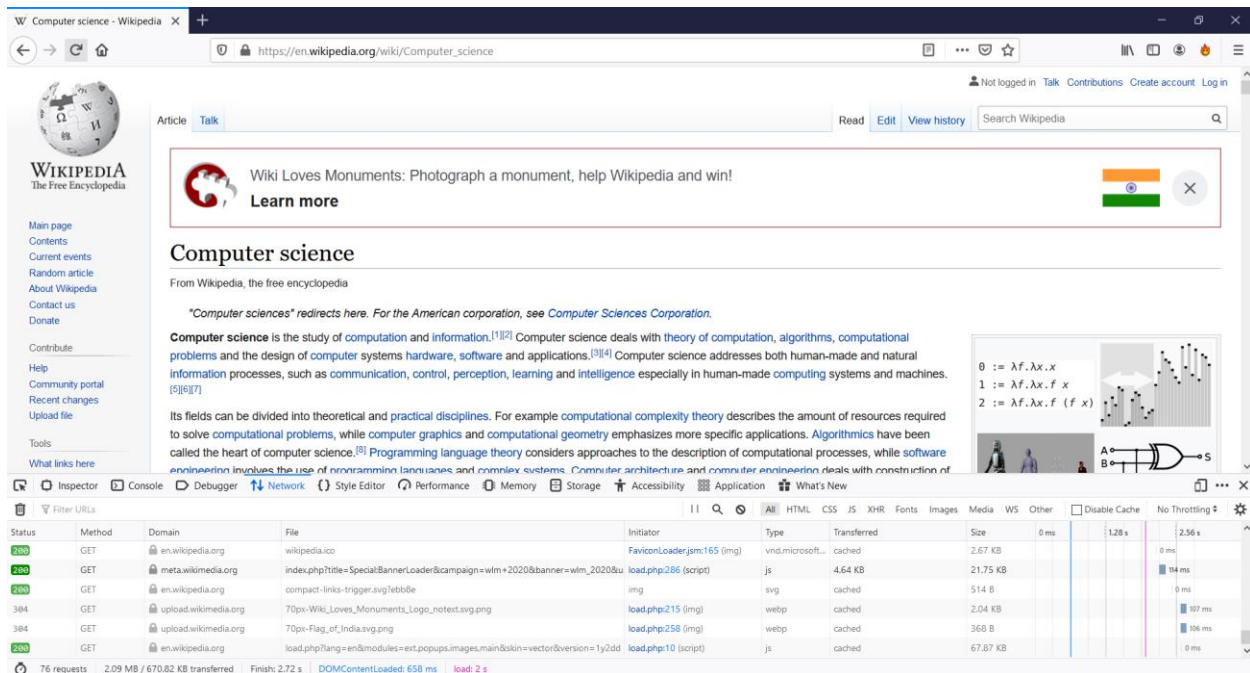 Computer science - Wikipedia
https://en.wikipedia.org/wiki/Computer_science
Not logged in Talk Contributions Create account Log in
Article Talk Read Edit View history Search Wikipedia
WIKIPEDIA
The Free Encyclopedia
Wiki Loves Monuments: Photograph a monument, help Wikipedia and win!
Learn more
Main page
Contents
Current events
Random article
About Wikipedia
Contact us
Donate
Contribute
Help
Community portal
Recent changes
Upload file
Tools
What links here
Computer science
From Wikipedia, the free encyclopedia
"Computer sciences" redirects here. For the American corporation, see Computer Sciences Corporation.
Computer science is the study of computation and information.[1][2] Computer science deals with theory of computation, algorithms, computational
problems and the design of computer systems hardware, software and applications.[3][4] Computer science addresses both human-made and natural
information processes, such as communication, control, perception, learning and intelligence especially in human-made computing systems and machines.
[5][6][7]
Its fields can be divided into theoretical and practical disciplines. For example computational complexity theory describes the amount of resources required
to solve computational problems, while computer graphics and computational geometry emphasizes more specific applications. Algorithmics have been
called the heart of computer science.[8] Programming language theory considers approaches to the description of computational processes, while software
engineering involves the use of programming languages and complex systems. Computer architecture and computer engineering deals with construction of
0 := λf.λx.x
1 := λf.λx.f x
2 := λf.λx.f (f x)
A
B
S
Inspector Console Debugger Network Style Editor Performance Memory Storage Accessibility Application What's New
Filter URLs All HTML CSS JS XHR Fonts Images Media WS Other Disable Cache No Throttling
Status Method Domain File Initiator Type Transferred Size 0 ms 1.28 s 2.56 s
200 GET en.wikipedia.org wikipedia.ico FaviconLoader.jsm:165 (img) vnd.microsoft... cached 2.67 KB 0 ms
200 GET meta.wikimedia.org index.php?title=Special:BannerLoader&campaign=wlm+2020&banner=wlm_2020&u load.php:286 (script) js 4.64 KB 21.75 KB 114 ms
200 GET en.wikipedia.org compact-links-trigger.svg?ebb8e img svg cached 514 B 0 ms
304 GET upload.wikimedia.org 70px-Wiki_Loves_Monuments_Logo_notext.svg.png load.php:215 (img) webp cached 2.04 KB 107 ms
304 GET upload.wikimedia.org 70px-Flag_of_India.svg.png load.php:258 (img) webp cached 368 B 106 ms
200 GET en.wikipedia.org load.php?lang=en&modules=ext.popups.images,main&skin=vector&version=1y2dd load.php:10 (script) js cached 67.87 KB 0 ms
76 requests 2.09 MB / 670.82 KB transferred Finish: 2.72 s DOMContentLoaded: 658 ms load: 2 s